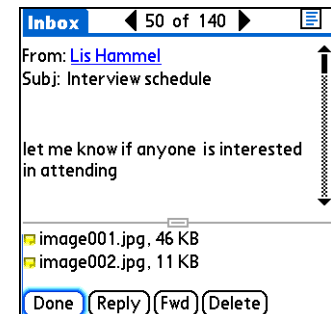 Inbox 50 of 140
From: Lis Hammel
Subj: Interview schedule
let me know if anyone is interested
in attending
image001.jpg, 46 KB
image002.jpg, 11 KB
Done Reply Fwd Delete